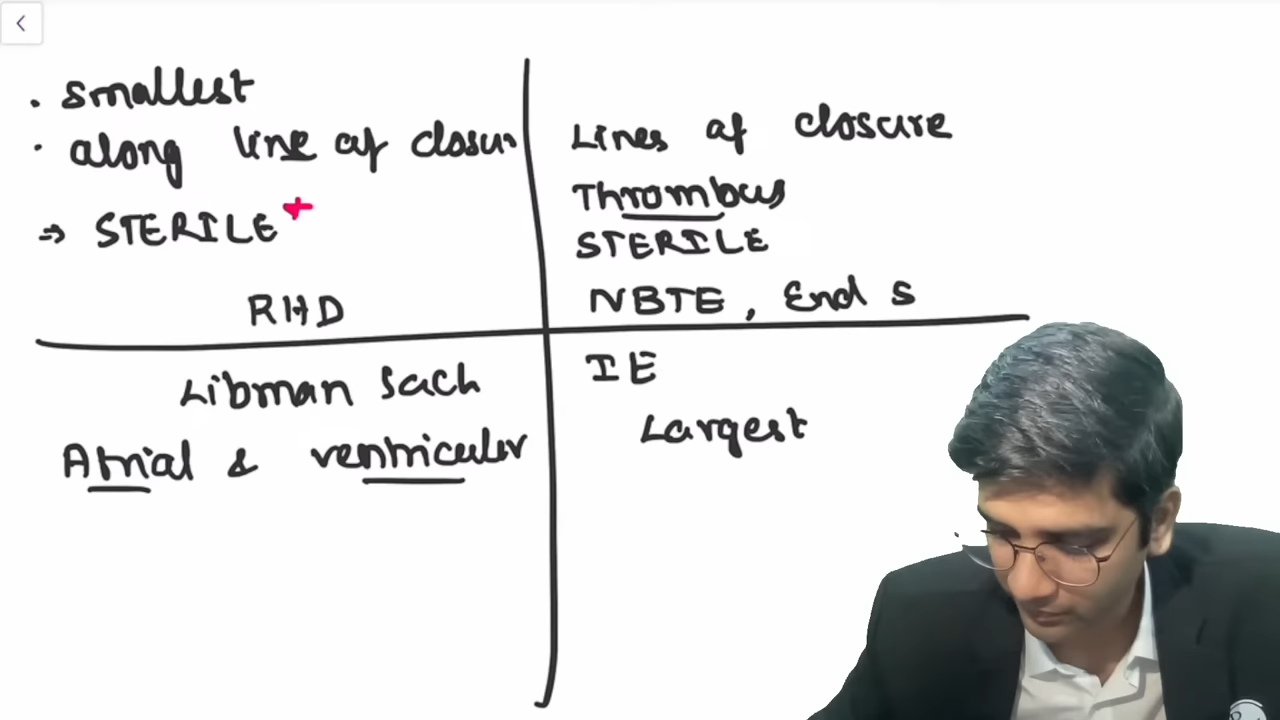 . Smallest
. along line of closur
⇒ STERILE +
RHD
Lines of closure
Thrombus
STERILE
NBTE, End s
Libman Sach
Atrial & ventricular
IE
Largest